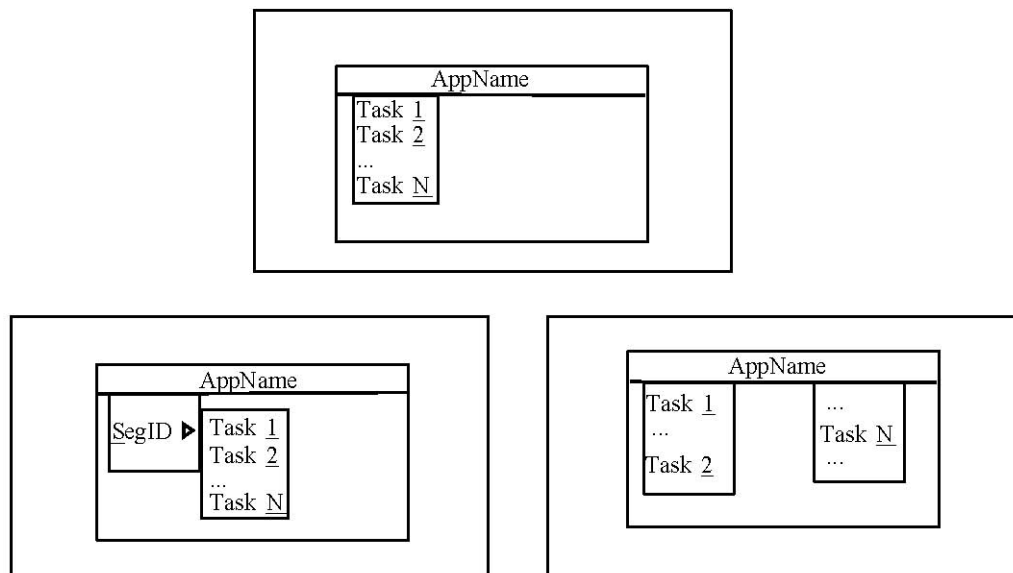 AppName
Task 1
Task 2
...
Task N
AppName
SegID
Task 1
Task 2
...
Task N
AppName
Task 1
...
Task 2
...
Task N
...